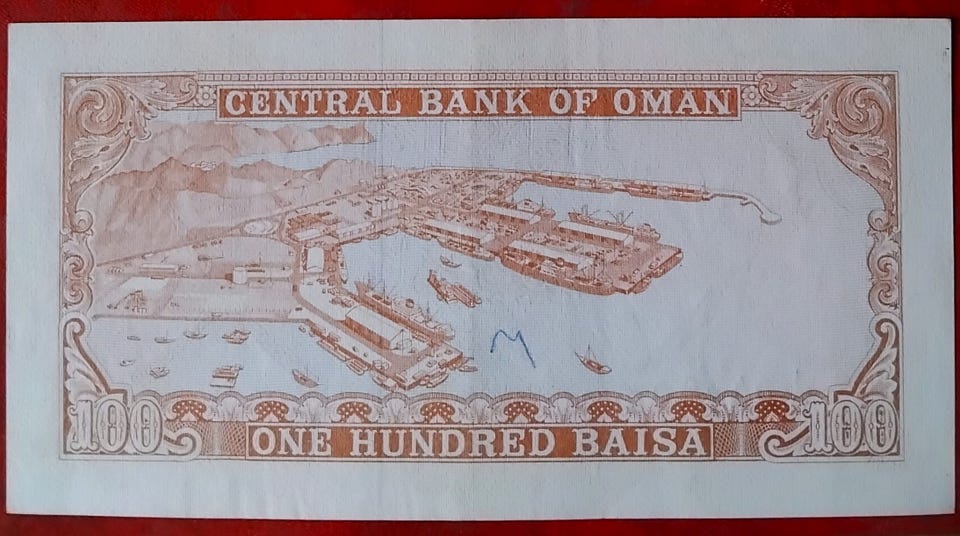 CENTRAL BANK OF OMAN
100 ONE HUNDRED BAISA 100